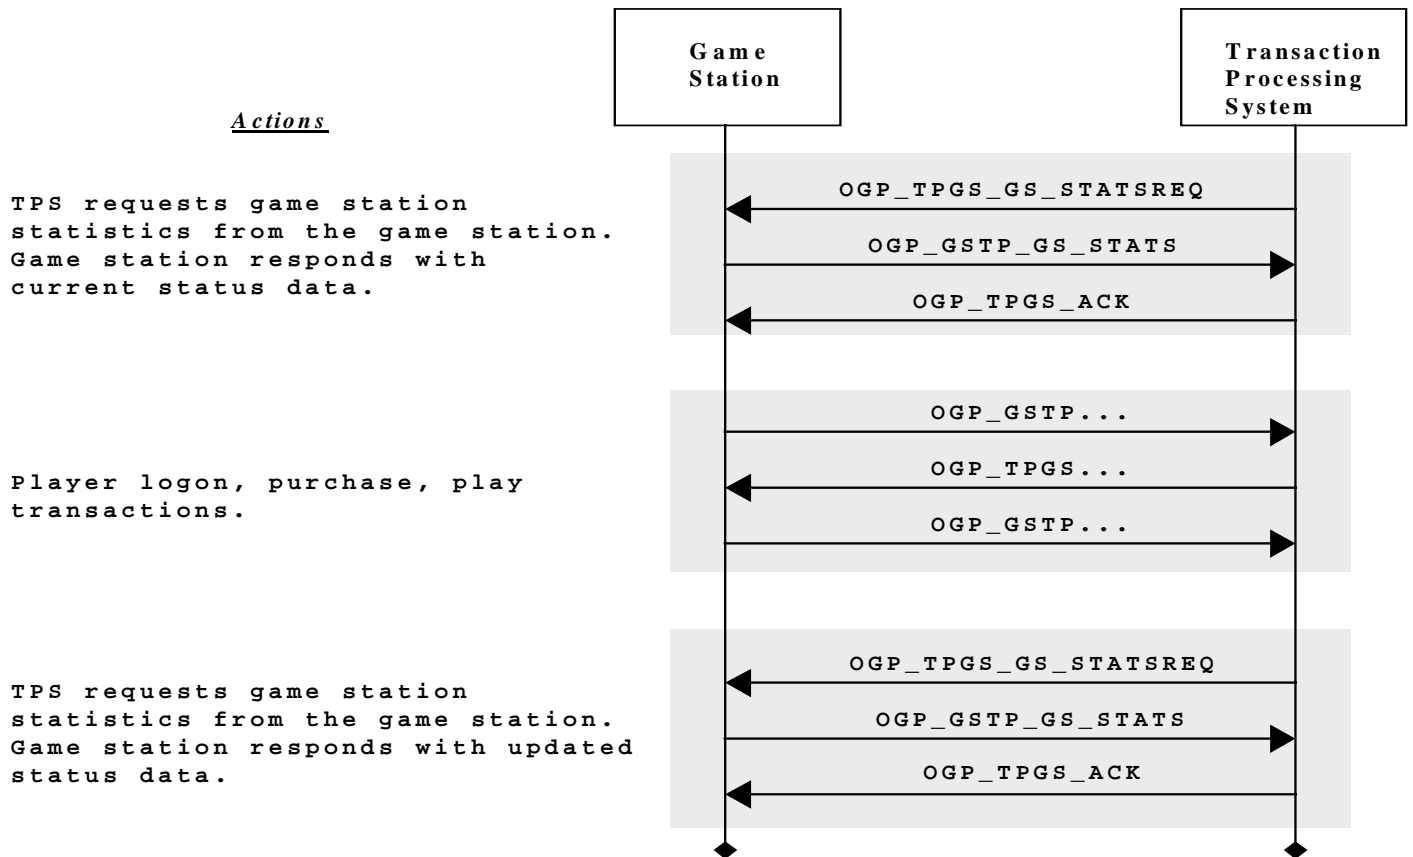 Game
Station
Transaction
Processing
System
Actions
TPS requests game station
statistics from the game station.
Game station responds with
current status data.
OGP_TPGS_GS_STATSREQ
OGP_GSTP_GS_STATS
OGP_TPGS_ACK
Player logon, purchase, play
transactions.
OGP_GSTP...
OGP_TPGS...
OGP_GSTP...
TPS requests game station
statistics from the game station.
Game station responds with updated
status data.
OGP_TPGS_GS_STATSREQ
OGP_GSTP_GS_STATS
OGP_TPGS_ACK